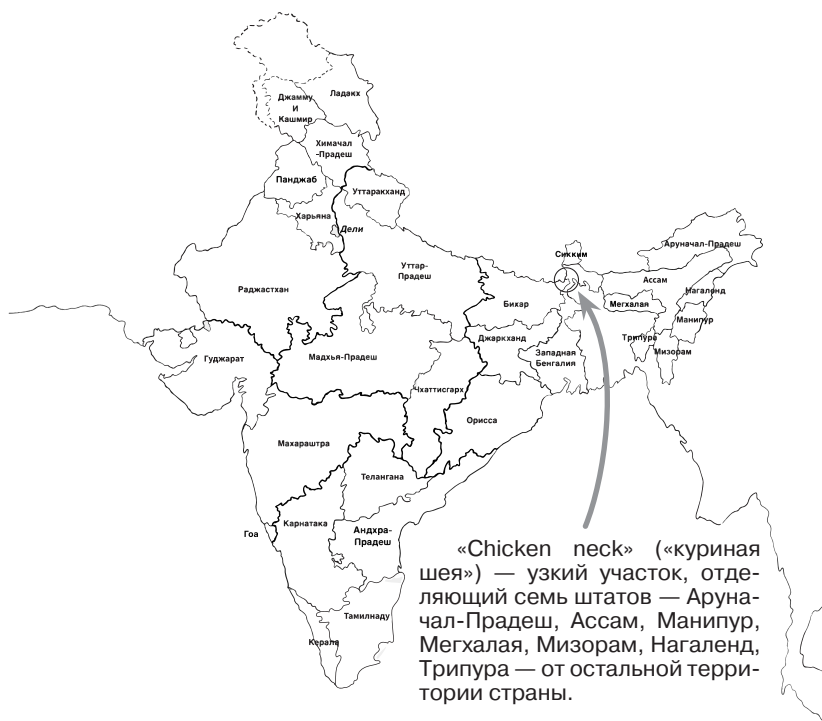 Ладакх
Джамму
И
Кашмир
Химачал
-Прадеш
Панджаб
Уттаракханд
Харьяна
Дели
Аруначал-Прадеш
Сикким
Уттар-
Прадеш
Ассам
Раджастхан
Нагаленд
Бихар
Мегхалая
Манипур
Джаркханд
Трипура
Гуджарат
Мадхья-Прадеш
Западная
Бенгалия
Мизорам
Чхаттисгарх
Орисса
Махараштра
Телангана
Карнатака
Гоа
Андхра-
Прадеш
Тамилнаду
Керала
«Chicken neck» («куриная
шея») — узкий участок, отде-
ляющий семь штатов — Аруна-
чал-Прадеш, Ассам, Манипур,
Мегхалая, Мизорам, Нагаленд,
Трипура — от остальной терри-
тории страны.